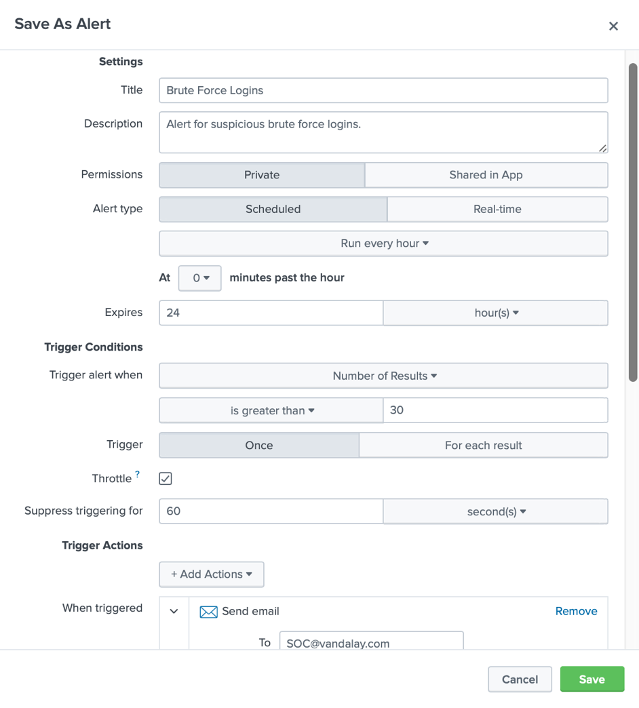 Save As Alert
×
Settings
Title Brute Force Logins
Description Alert for suspicious brute force logins.
Permissions Private Shared in App
Alert type Scheduled Real-time
Run every hour ▾
At 0 ▾ minutes past the hour
Expires 24 hour(s) ▾
Trigger Conditions
Trigger alert when Number of Results ▾
is greater than ▾ 30
Trigger Once For each result
Throttle ?
Suppress triggering for 60 second(s) ▾
Trigger Actions
+ Add Actions ▾
When triggered Send email Remove
To SOC@vandalay.com
Cancel Save